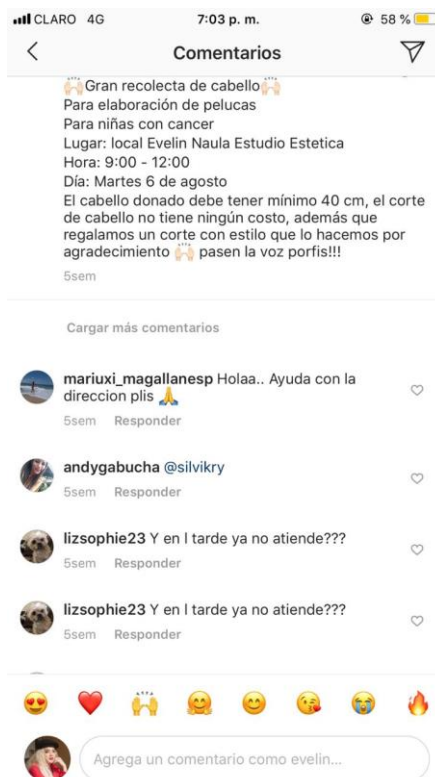 CLARO 4G 7:03 p. m. 58 %
Comentarios
Gran recolecta de cabello
Para elaboración de pelucas
Para niñas con cancer
Lugar: local Evelin Naula Estudio Estetica
Hora: 9:00 - 12:00
Día: Martes 6 de agosto
El cabello donado debe tener mínimo 40 cm, el corte
de cabello no tiene ningún costo, además que
regalamos un corte con estilo que lo hacemos por
agradecimiento 🙌🏻 pasen la voz porfis!!!
5sem
Cargar más comentarios
mariuxi_magallanesp Holaa.. Ayuda con la
direccion plis 🙏
5sem Responder
andygabucha @silvikry
5sem Responder
lizsophie23 Y en l tarde ya no atiende???
5sem Responder
lizsophie23 Y en l tarde ya no atiende???
5sem Responder
Agrega un comentario como evelin...